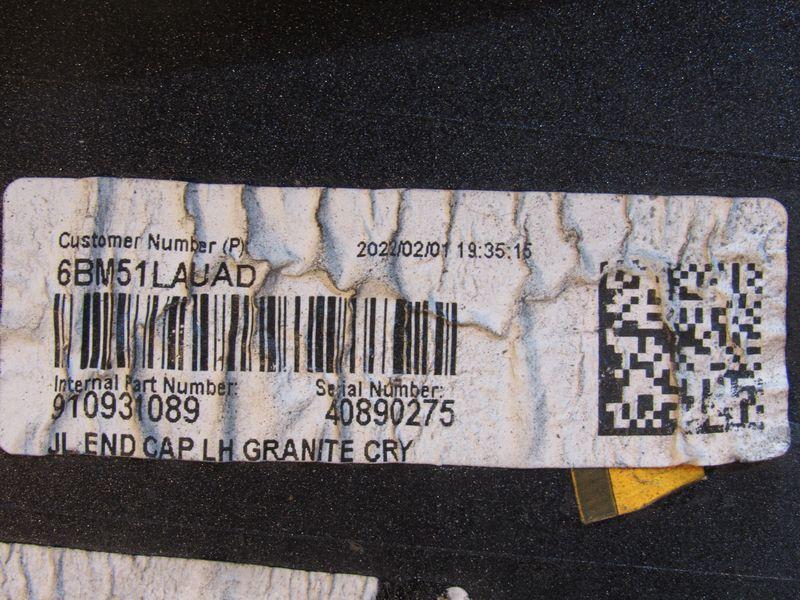 Customer Number (P)
2022/02/01 19:35:15
6BM51LAUAD
Internal Part Number:
Serial Number:
910931089
40890275
JL END CAP LH GRANITE CRY